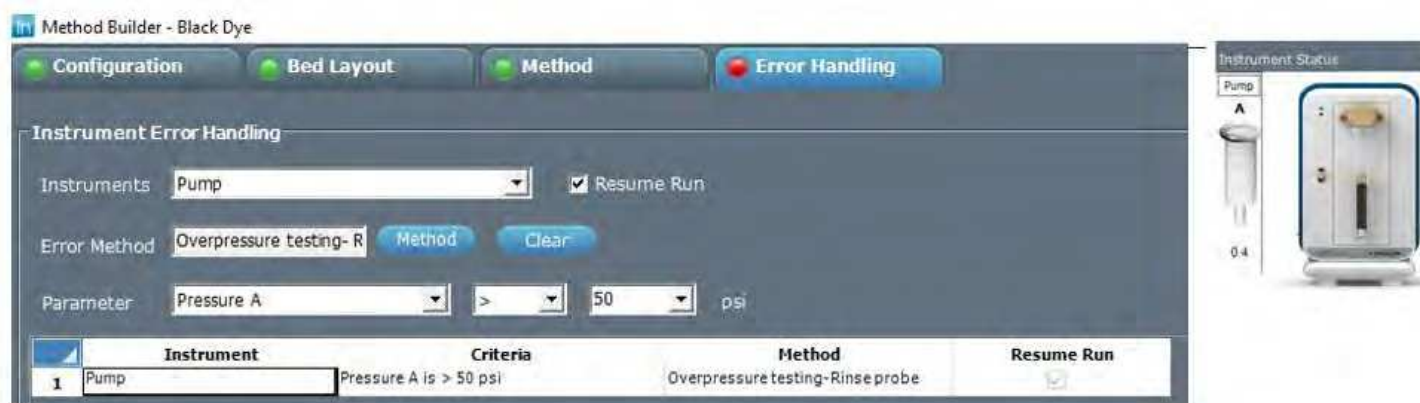 in Method Builder - Black Dye
Configuration Bed Layout Method Error Handling
Instrument Error Handling
Instruments Pump Resume Run
Error Method Overpressure testing- R Method Clear
Parameter Pressure A > 50 psi
Instrument Criteria Method Resume Run
1 Pump Pressure A is > 50 psi Overpressure testing-Rinse probe
Instrument Status
Pump
A
0.4